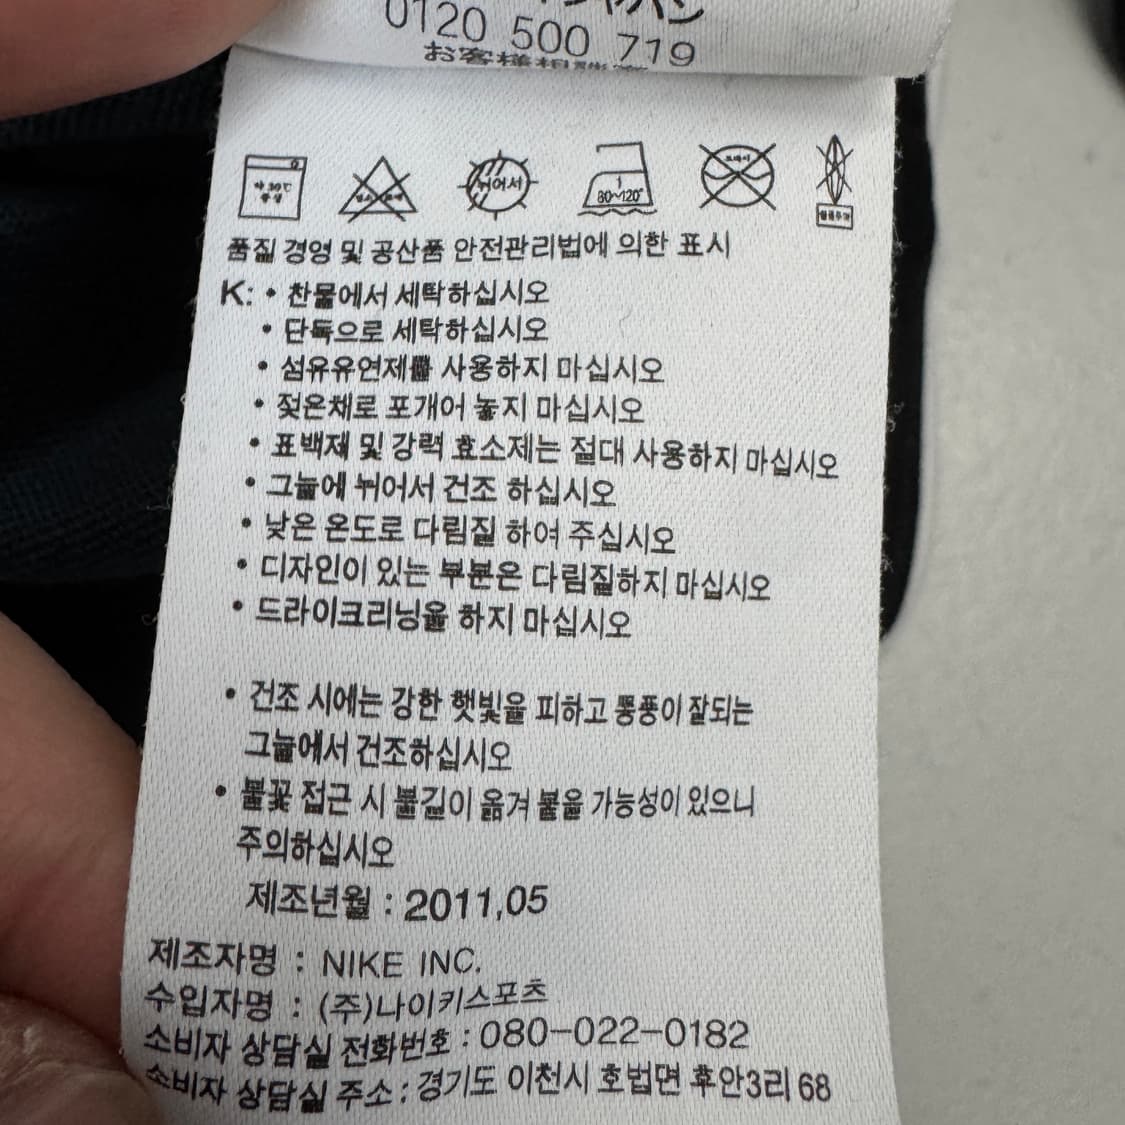 0120 500 719
약 30℃
중성
뉘어서
1
80~120°
드라이
품질 경영 및 공산품 안전관리법에 의한 표시
K: • 찬물에서 세탁하십시오
• 단독으로 세탁하십시오
• 섬유유연제를 사용하지 마십시오
• 젖은채로 포개어 놓지 마십시오
• 표백제 및 강력 효소제는 절대 사용하지 마십시오
• 그늘에 뉘어서 건조 하십시오
• 낮은 온도로 다림질 하여 주십시오
• 디자인이 있는 부분은 다림질하지 마십시오
• 드라이크리닝을 하지 마십시오
• 건조 시에는 강한 햇빛을 피하고 통풍이 잘되는
그늘에서 건조하십시오
• 불꽃 접근 시 불길이 옮겨 붙을 가능성이 있으니
주의하십시오
제조년월 : 2011,05
제조자명 : NIKE INC.
수입자명 : (주)나이키스포츠
소비자 상담실 전화번호 : 080-022-0182
소비자 상담실 주소 : 경기도 이천시 호법면 후안3리 68